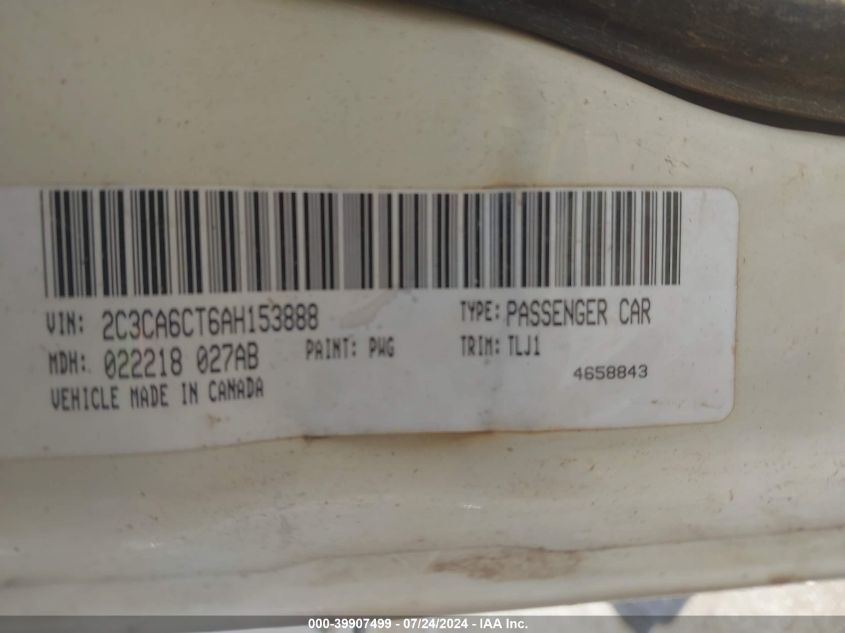 VIN: 2C3CA6CT6AH153888 TYPE: PASSENGER CAR
MDH: 022218 027AB PAINT: PWG TRIM: TLJ1
VEHICLE MADE IN CANADA 4658843
000-39907499 - 07/24/2024 - IAA Inc.